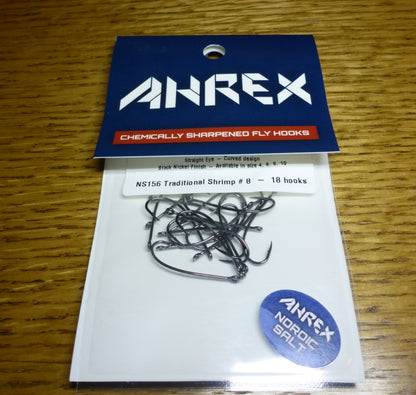 AHREX
CHEMICALLY SHARPENED FLY HOOKS
Straight Eye - Curved design
Black Nickel Finish - Available in size 4, 6, 8, 10
NS156 Traditional Shrimp # 8 - 18 hooks
AHREX
NORDIC
SALT